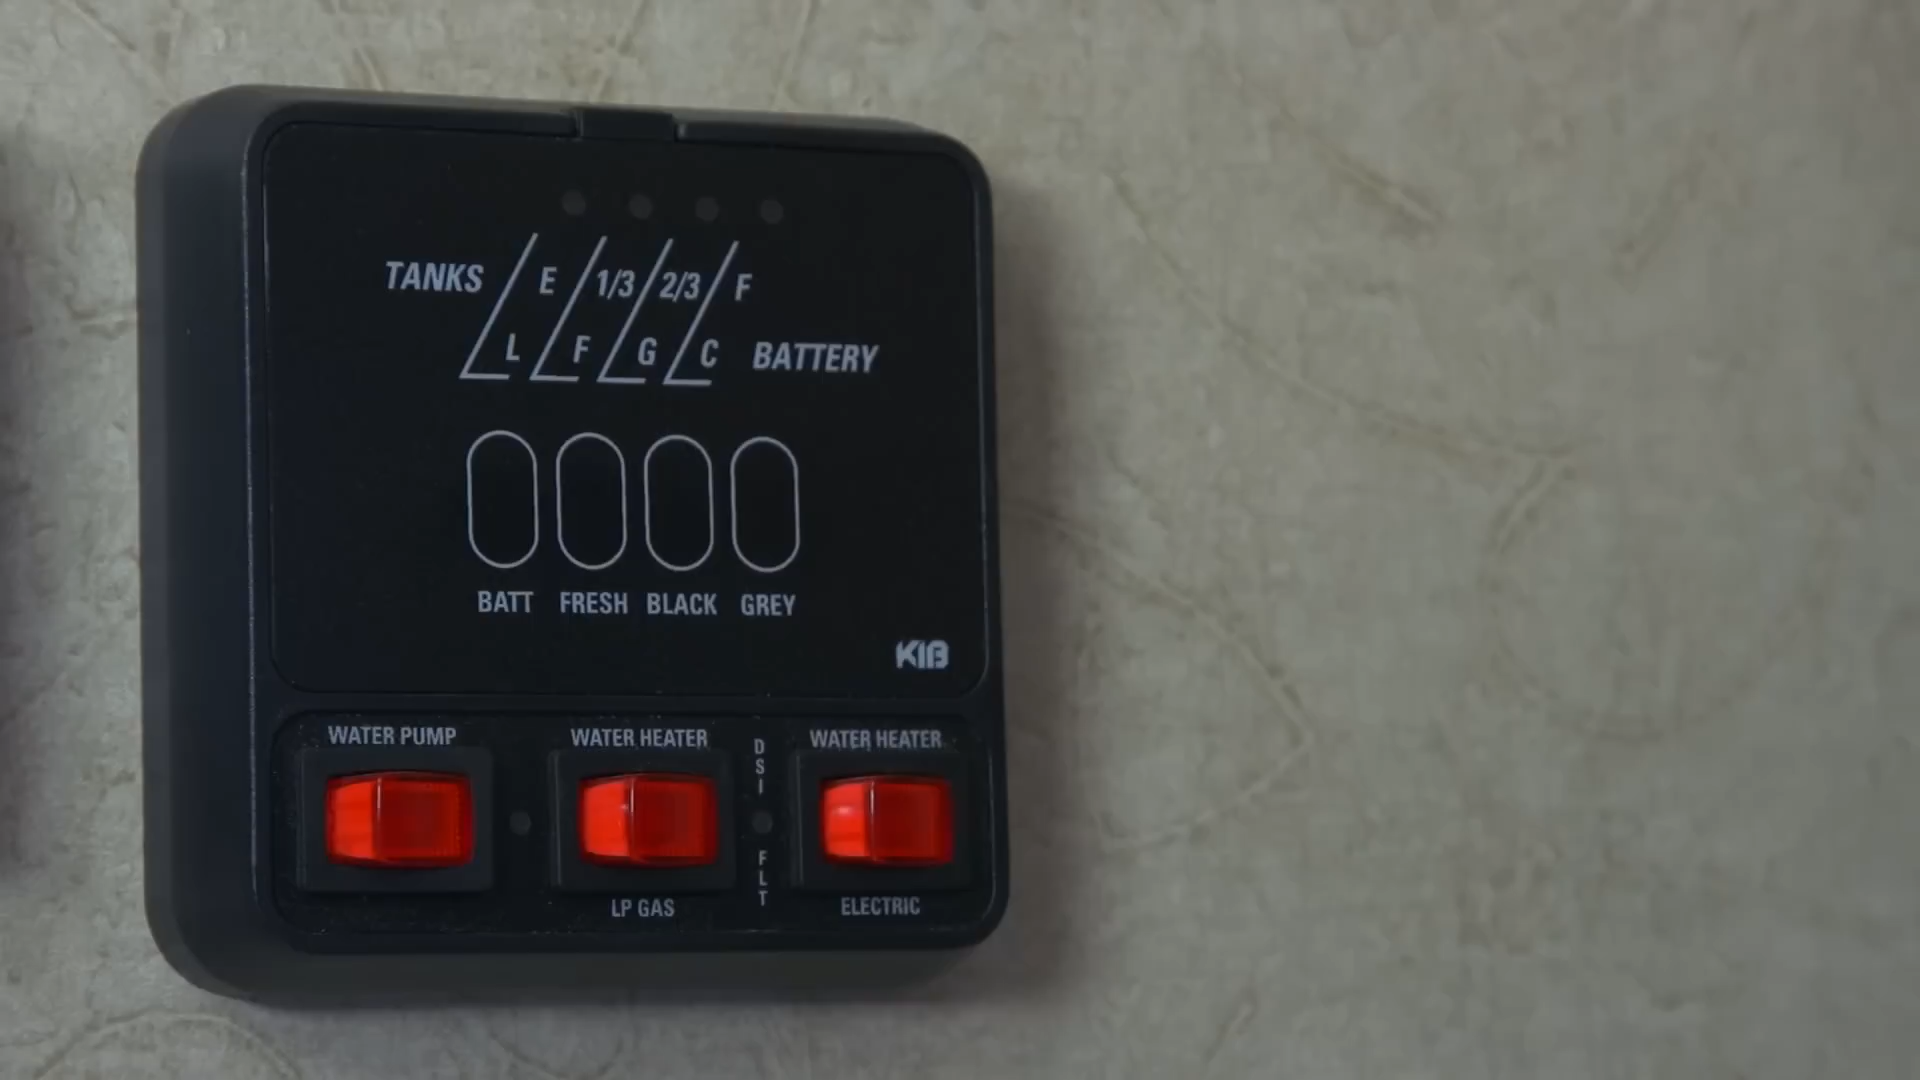 TANKS E 1/3 2/3 F
L F G C BATTERY
BATT FRESH BLACK GREY
KIB
WATER PUMP WATER HEATER DSI WATER HEATER
LP GAS FLT ELECTRIC